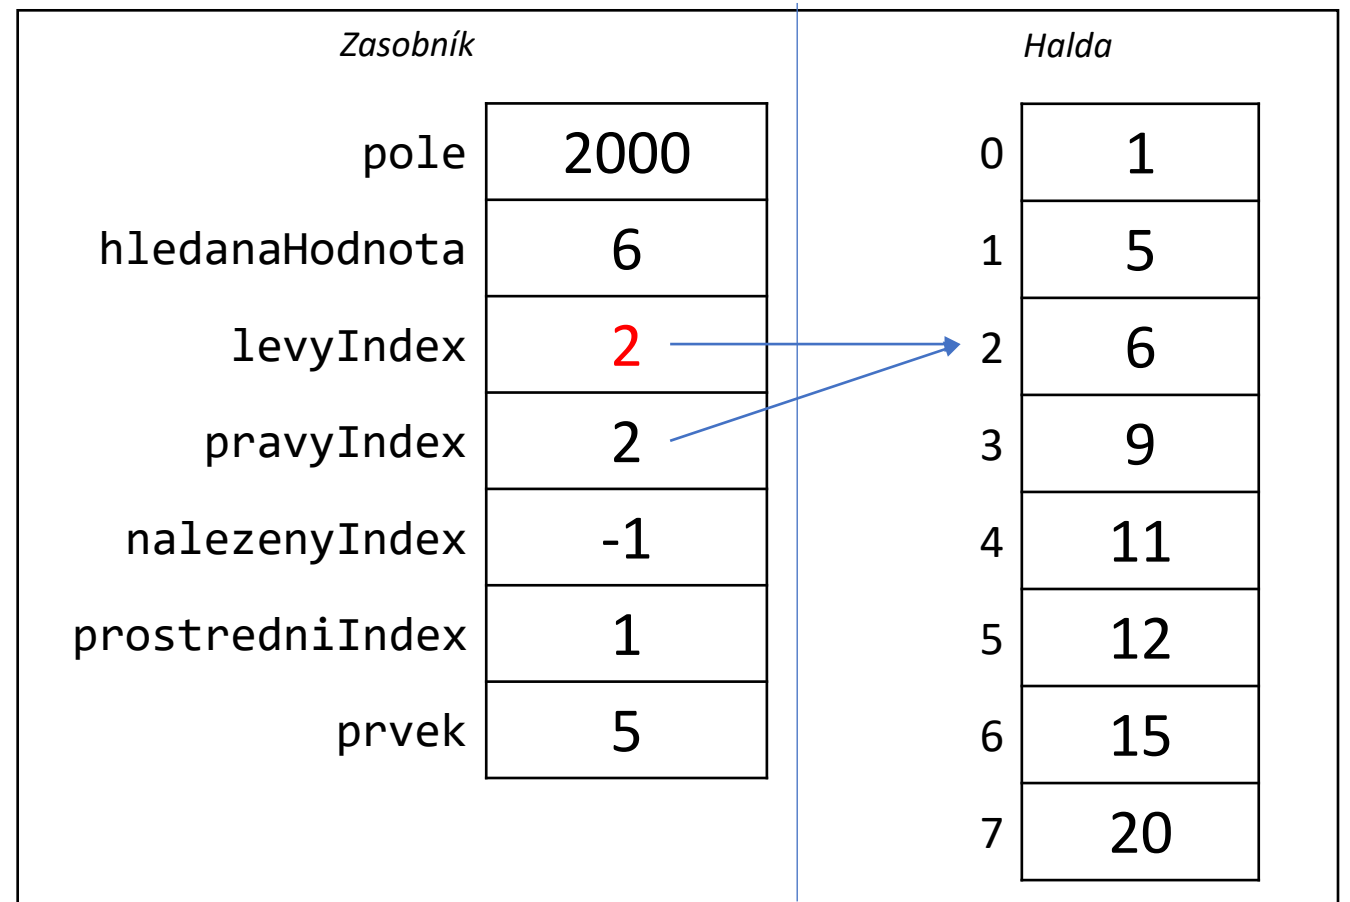 Zasobník
Halda
pole 2000
hledanaHodnota 6
levyIndex 2
pravyIndex 2
nalezenyIndex -1
prostredniIndex 1
prvek 5
0 1
1 5
2 6
3 9
4 11
5 12
6 15
7 20